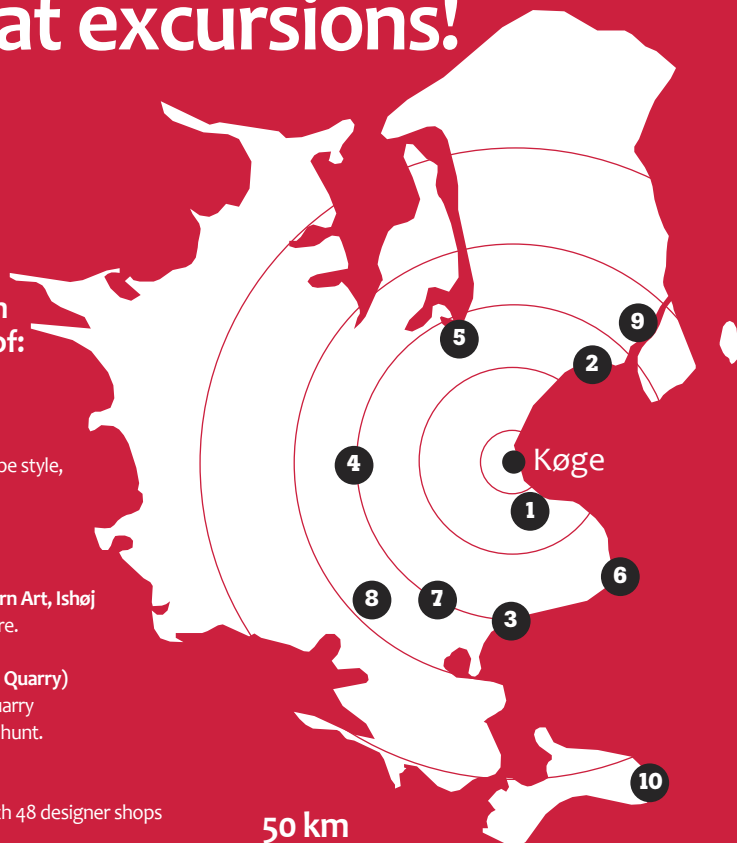 at excursions!
n
of:
pe style,
rn Art, Ishøj
re.
Quarry)
uarry
hunt.
h 48 designer shops
9
5
2
Køge
4
1
6
8
7
3
10
50 km